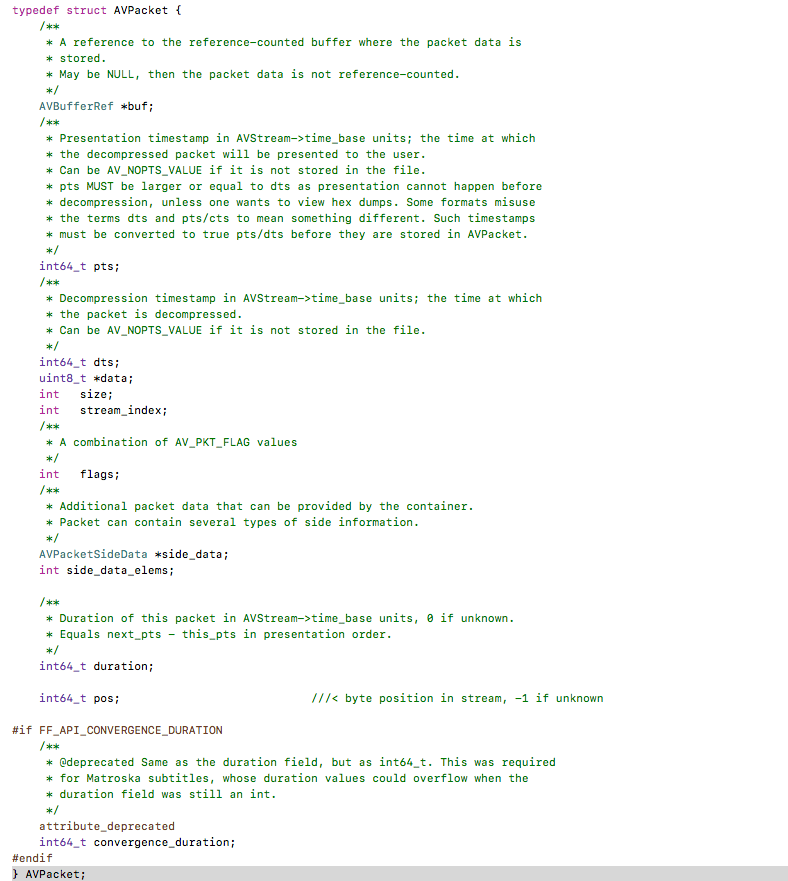 typedef struct AVPacket {
    /**
     * A reference to the reference-counted buffer where the packet data is
     * stored.
     * May be NULL, then the packet data is not reference-counted.
     */
    AVBufferRef *buf;
    /**
     * Presentation timestamp in AVStream->time_base units; the time at which
     * the decompressed packet will be presented to the user.
     * Can be AV_NOPTS_VALUE if it is not stored in the file.
     * pts MUST be larger or equal to dts as presentation cannot happen before
     * decompression, unless one wants to view hex dumps. Some formats misuse
     * the terms dts and pts/cts to mean something different. Such timestamps
     * must be converted to true pts/dts before they are stored in AVPacket.
     */
    int64_t pts;
    /**
     * Decompression timestamp in AVStream->time_base units; the time at which
     * the packet is decompressed.
     * Can be AV_NOPTS_VALUE if it is not stored in the file.
     */
    int64_t dts;
    uint8_t *data;
    int   size;
    int   stream_index;
    /**
     * A combination of AV_PKT_FLAG values
     */
    int   flags;
    /**
     * Additional packet data that can be provided by the container.
     * Packet can contain several types of side information.
     */
    AVPacketSideData *side_data;
    int side_data_elems;

    /**
     * Duration of this packet in AVStream->time_base units, 0 if unknown.
     * Equals next_pts - this_pts in presentation order.
     */
    int64_t duration;

    int64_t pos;                            ///< byte position in stream, -1 if unknown

#if FF_API_CONVERGENCE_DURATION
    /**
     * @deprecated Same as the duration field, but as int64_t. This was required
     * for Matroska subtitles, whose duration values could overflow when the
     * duration field was still an int.
     */
    attribute_deprecated
    int64_t convergence_duration;
#endif
} AVPacket;